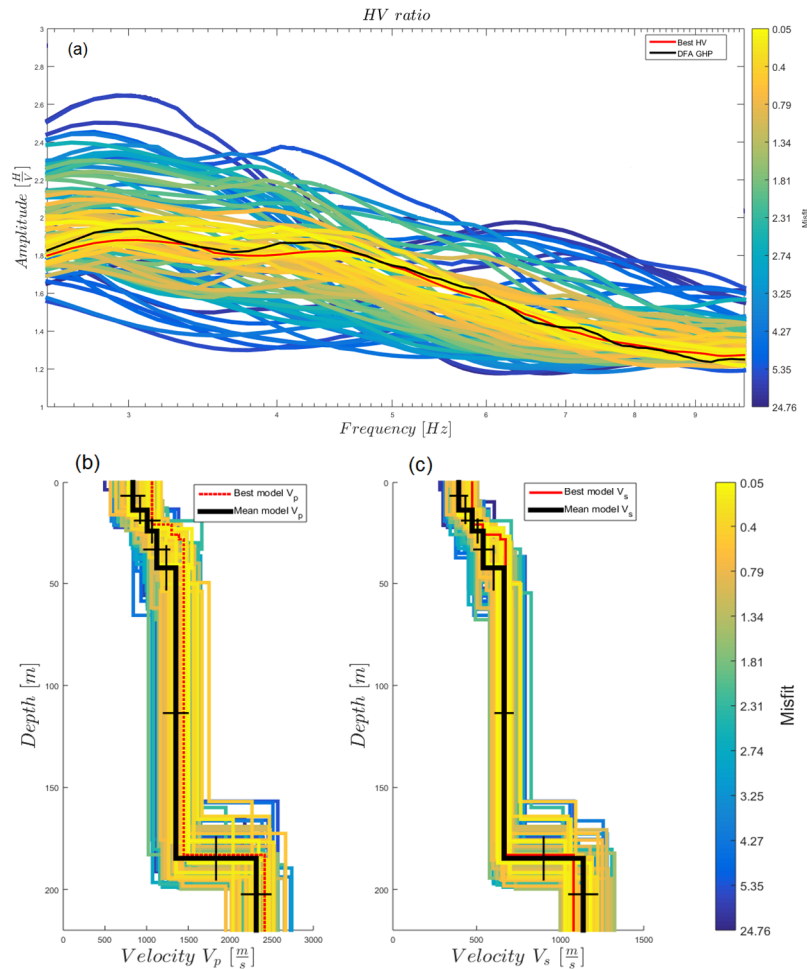 HV ratio
(a)
Best HV
DFA GHP
3
2.8
2.6
2.4
2.2
2
1.8
1.6
1.4
1.2
1
Amplitude [H/V]
3 4 5 6 7 8 9
Frequency [Hz]
0.05
0.4
0.79
1.34
1.81
2.31
3.25
4.27
5.35
24.76
Misfit
(b)
Best model Vp
Mean model Vp
0
50
100
150
200
Depth [m]
0 500 1000 1500 2000 2500 3000
Velocity Vp [m/s]
(c)
Best model Vs
Mean model Vs
0
50
100
150
200
Depth [m]
0 500 1000 1500
Velocity Vs [m/s]
0.05
0.4
0.79
1.34
1.81
2.31
3.25
4.27
5.35
24.76
Misfit